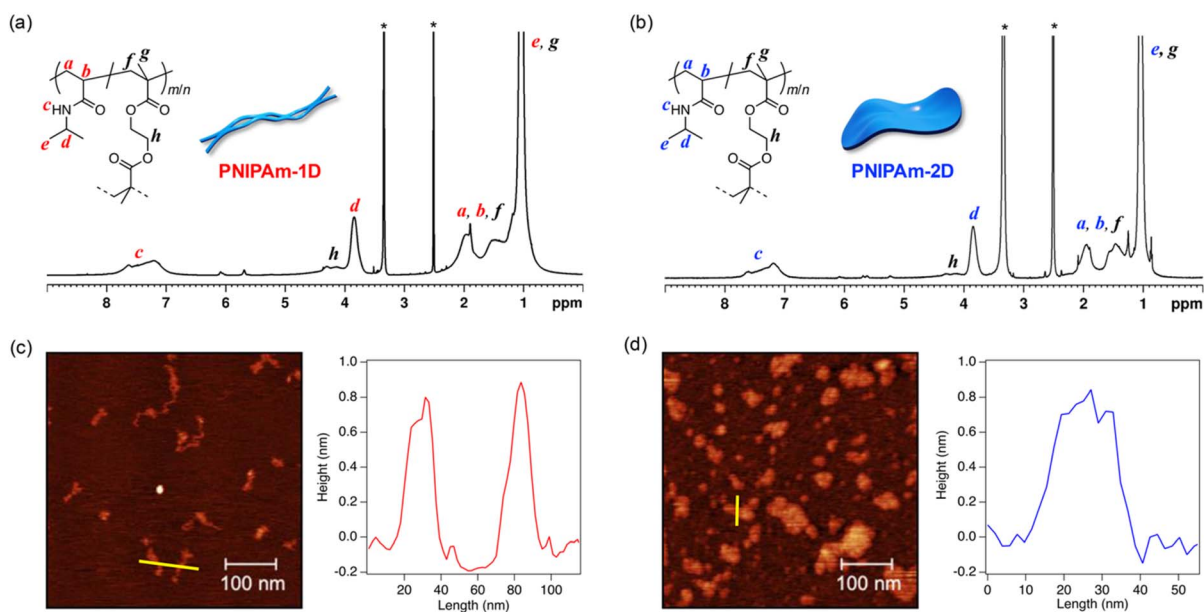 (a)
* *
e, g
a b f g
m/n
c HN O O O
h
e d O
O
PNIPAm-1D
d
a, b, f
c
h
8 7 6 5 4 3 2 1 ppm
(b)
* *
e, g
a b f g
m/n
c HN O O O
h
e d O
O
PNIPAm-2D
d
a, b, f
c
h
8 7 6 5 4 3 2 1 ppm
(c)
100 nm
1.0
0.8
0.6
0.4
0.2
0.0
-0.2
Height (nm)
20 40 60 80 100
Length (nm)
(d)
100 nm
1.0
0.8
0.6
0.4
0.2
0.0
-0.2
Height (nm)
0 10 20 30 40 50
Length (nm)